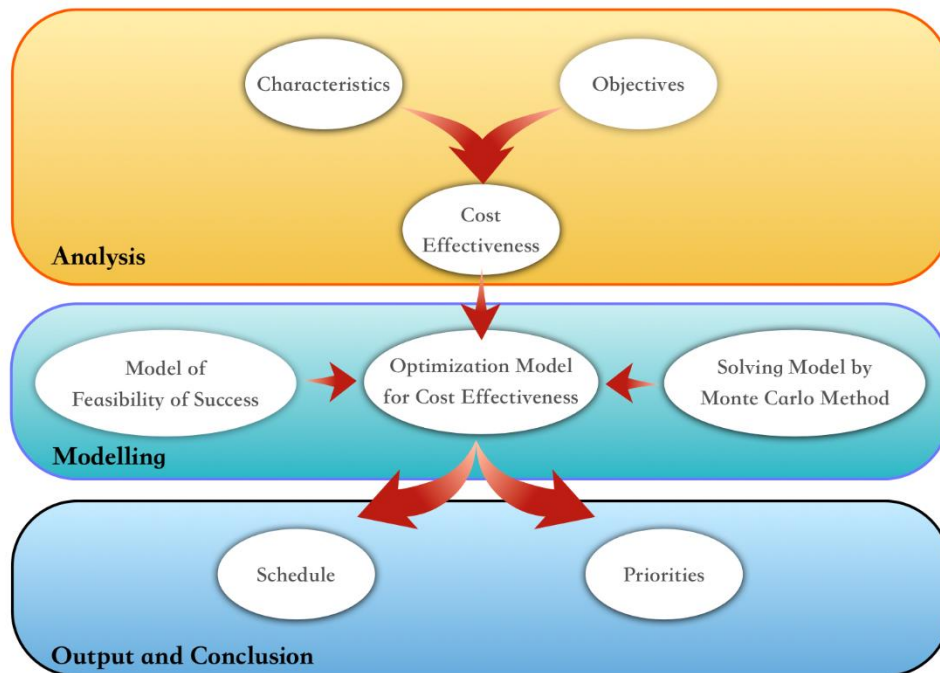 Characteristics
Objectives
Cost
Effectiveness
Analysis
Model of
Feasibility of Success
Optimization Model
for Cost Effectiveness
Solving Model by
Monte Carlo Method
Modelling
Schedule
Priorities
Output and Conclusion